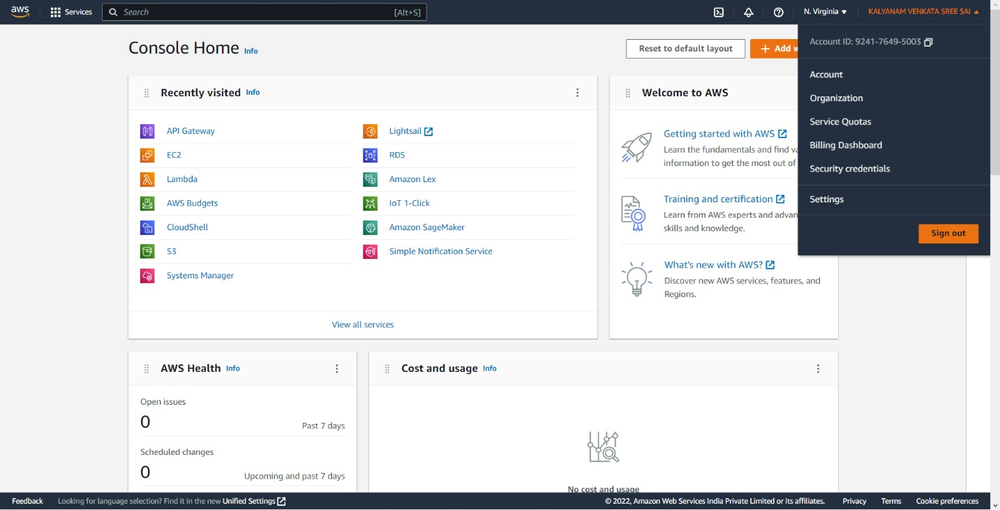 aws Services Search [Alt+S] N. Virginia KALYANAM VENKATA SREE SAI
Account ID: 9241-7649-5003
Account
Organization
Service Quotas
Billing Dashboard
Security credentials
Settings
Sign out
Console Home Info
Reset to default layout
Add
Recently visited Info
API Gateway
EC2
Lambda
AWS Budgets
CloudShell
S3
Systems Manager
Lightsail
RDS
Amazon Lex
IoT 1-Click
Amazon SageMaker
Simple Notification Service
View all services
Welcome to AWS
Getting started with AWS
Learn the fundamentals and find
information to get the most out of
Training and certification
Learn from AWS experts and
skills and knowledge.
What's new with AWS?
Discover new AWS services, features, and
Regions.
AWS Health Info
Open issues
0
Past 7 days
Scheduled changes
0
Upcoming and past 7 days
Cost and usage Info
No cost and usage
Feedback Looking for language selection? Find it in the new Unified Settings © 2022, Amazon Web Services India Private Limited or its affiliates. Privacy Terms Cookie preferences